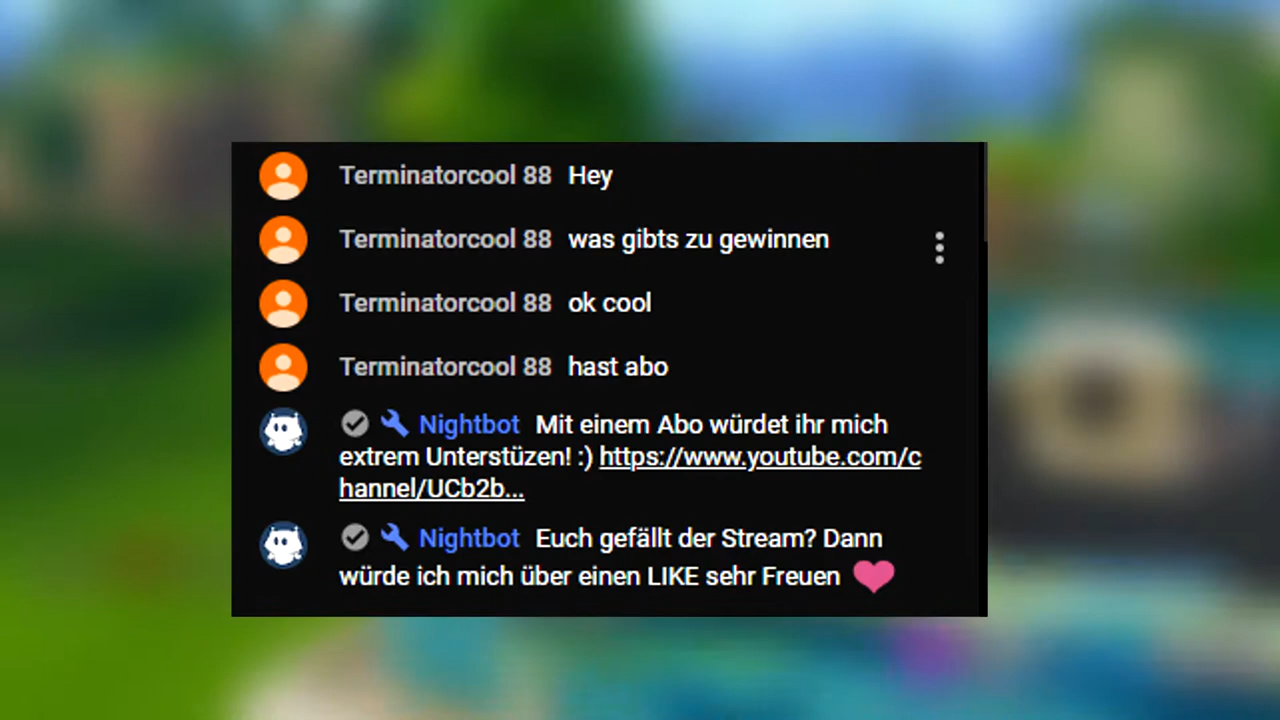 Terminatorcool 88 Hey
Terminatorcool 88 was gibts zu gewinnen
Terminatorcool 88 ok cool
Terminatorcool 88 hast abo
Nightbot Mit einem Abo würdet ihr mich
extrem Unterstüzen! :) https://www.youtube.com/c
hannel/UCb2b...
Nightbot Euch gefällt der Stream? Dann
würde ich mich über einen LIKE sehr Freuen